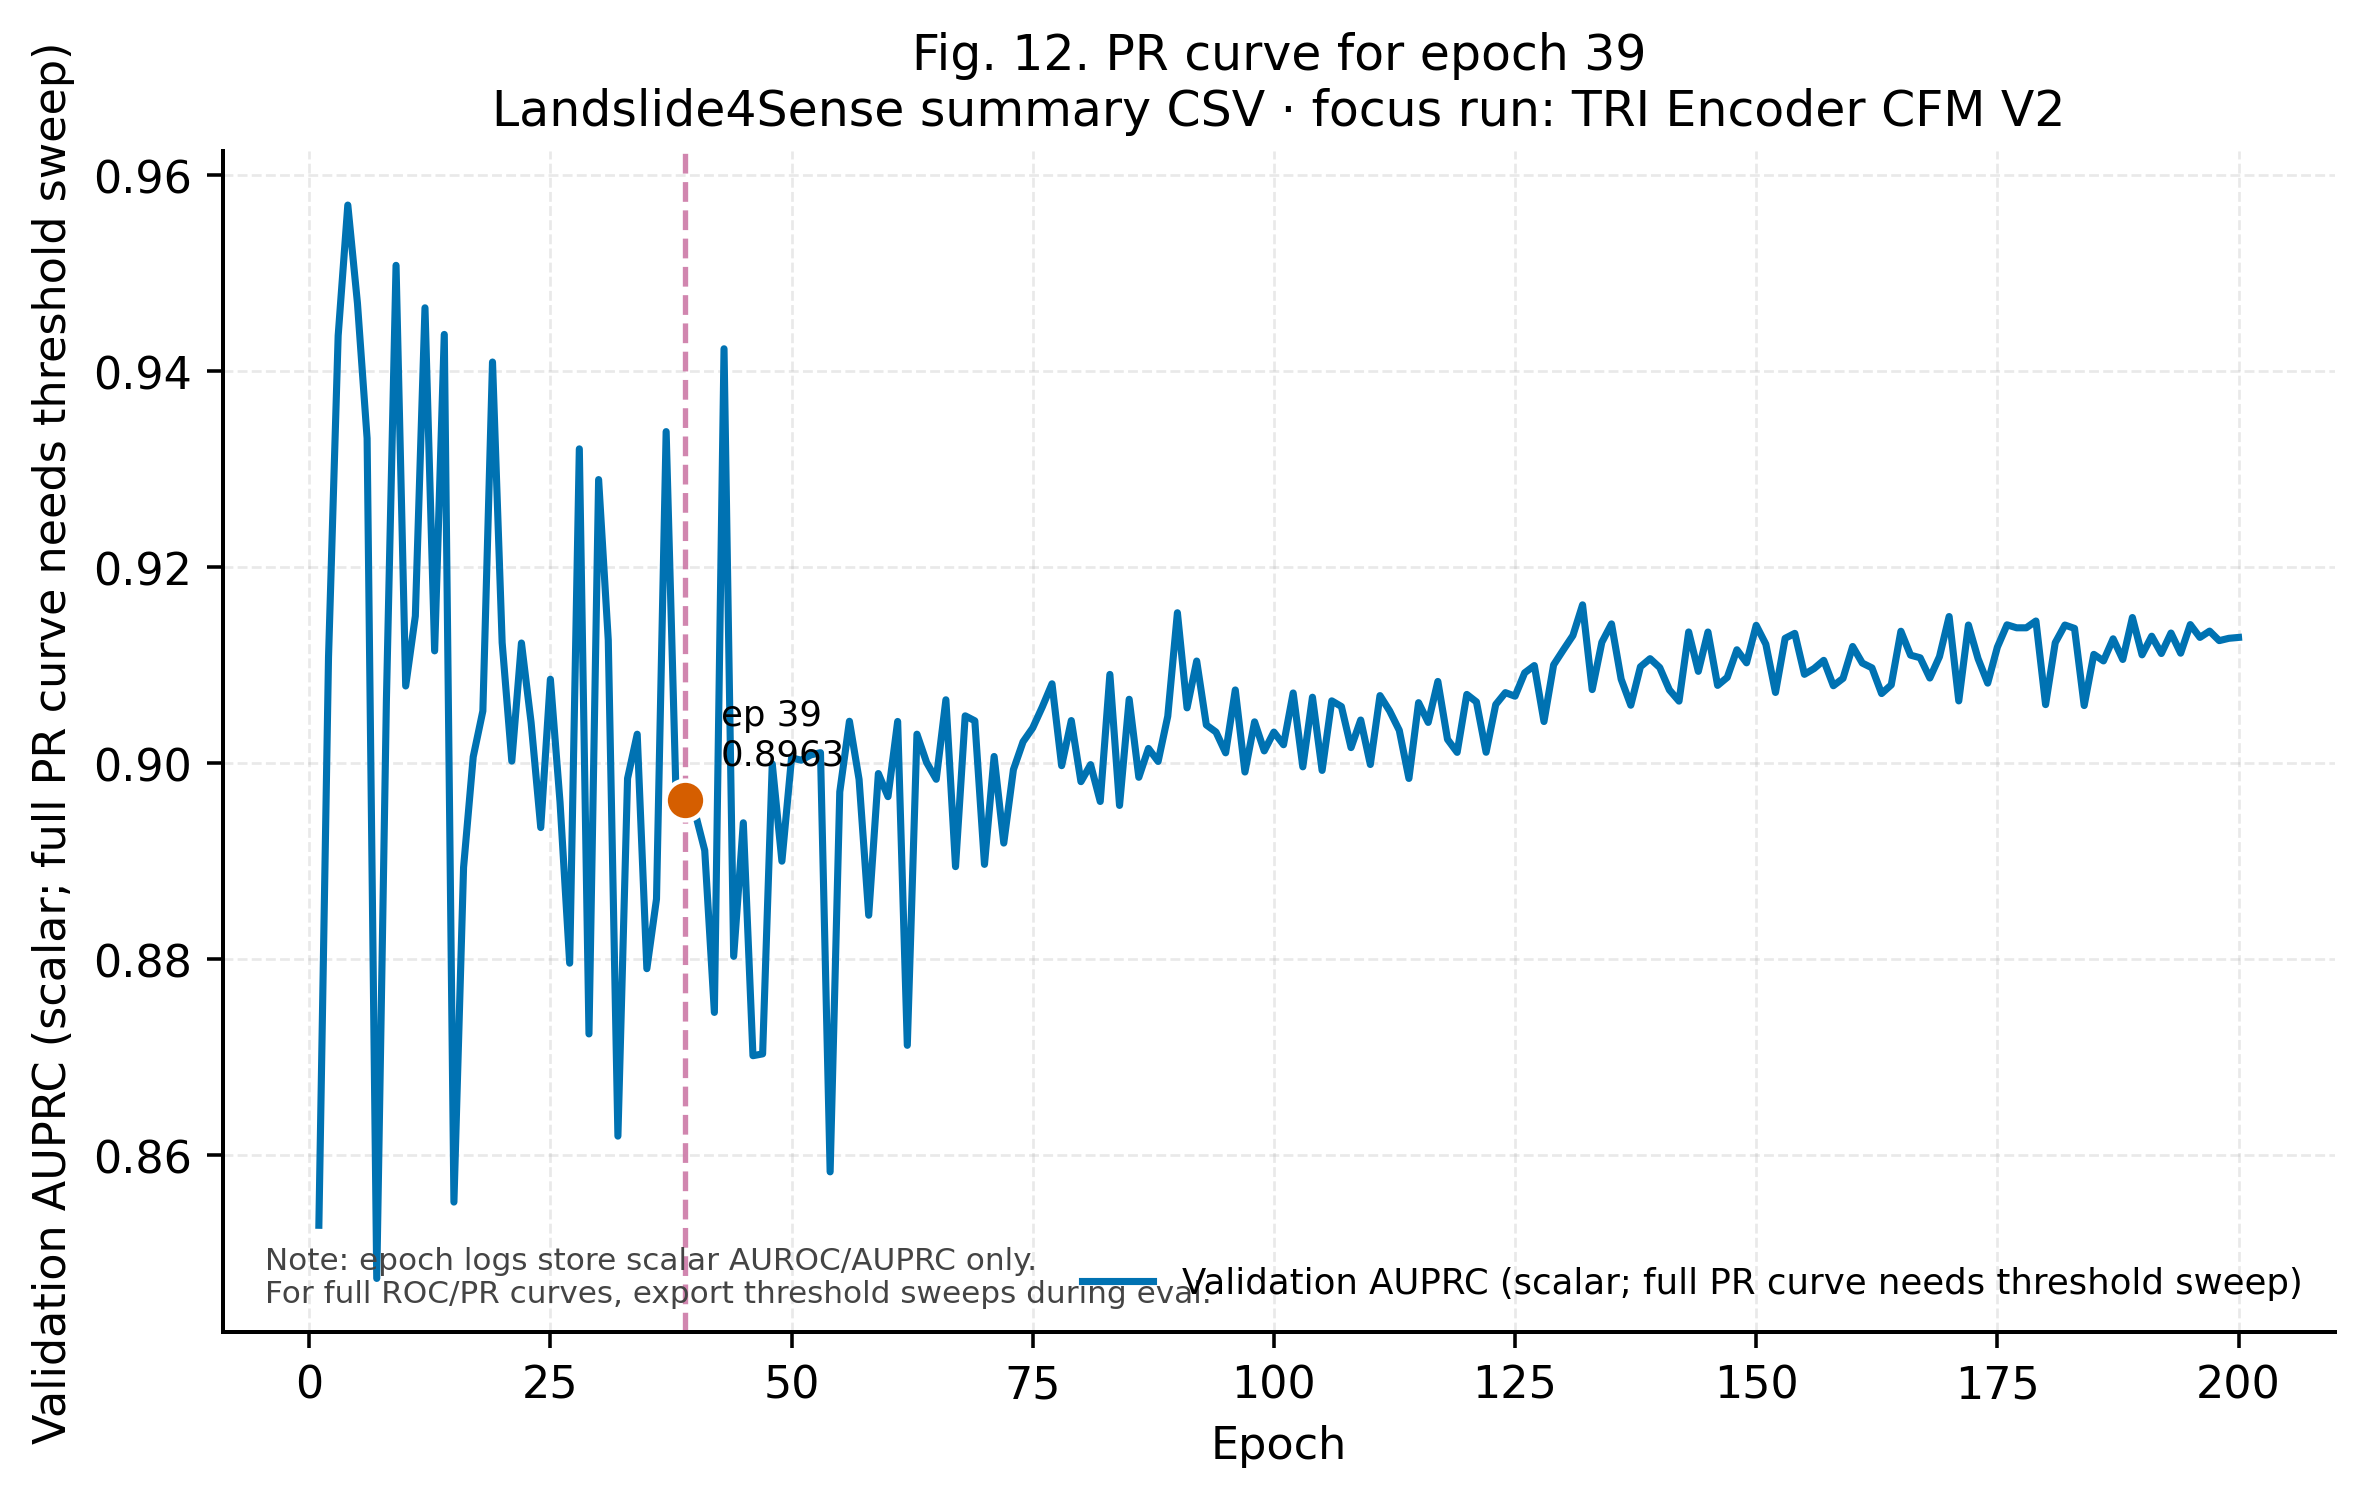 Fig. 12. PR curve for epoch 39
Landslide4Sense summary CSV · focus run: TRI Encoder CFM V2
Validation AUPRC (scalar; full PR curve needs threshold sweep)
0.96
0.94
0.92
0.90
0.88
0.86
ep 39
0.8963
Note: epoch logs store scalar AUROC/AUPRC only.
For full ROC/PR curves, export threshold sweeps during eval.
Validation AUPRC (scalar; full PR curve needs threshold sweep)
0 25 50 75 100 125 150 175 200
Epoch